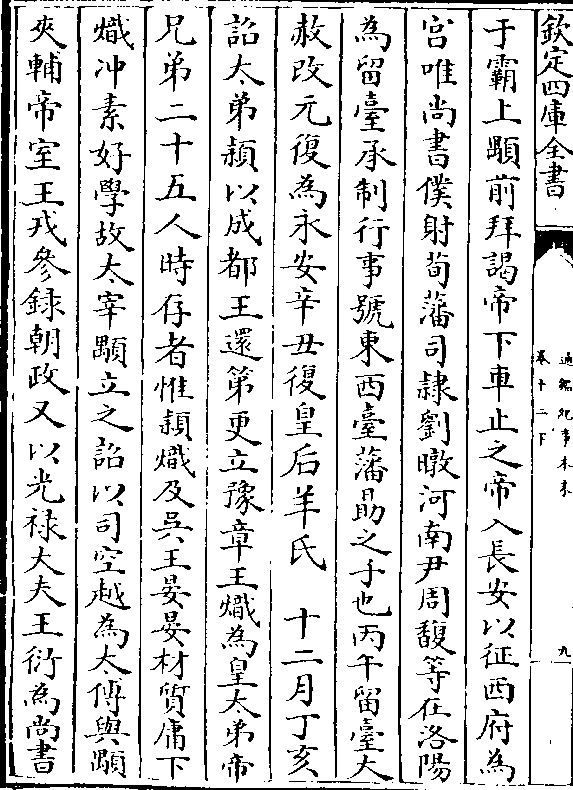 欽定四庫全書
通鑑紀事本末
卷十二下
九
于霸上顒前拜謁帝下車止之帝入長安以征西府為
宫唯尚書僕射荀藩司隷劉暾河南尹周馥等在洛陽
為留臺承制行事號東西臺藩勗之子也丙午留臺大
赦改元復為永安辛丑復皇后羊氏　十二月丁亥
詔太弟穎以成都王還第更立豫章王熾為皇太弟帝
兄弟二十五人時存者惟穎熾及吳王晏晏材質庸下
熾冲素好學故太宰顒立之詔以司空越為太傅與顒
夾輔帝室王戎參録朝政又以光祿大夫王衍為尚書